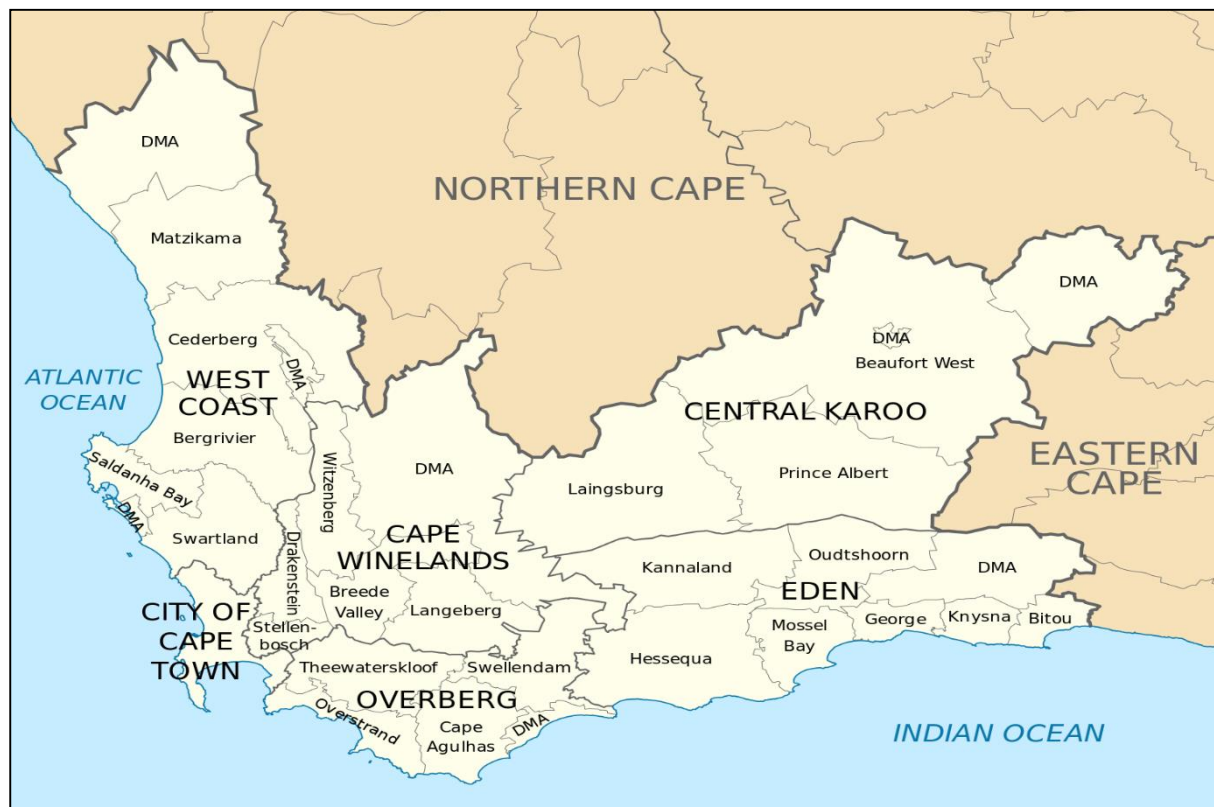 DMA
NORTHERN CAPE
Matzikama
DMA
Cederberg
DMA
DMA
Beaufort West
ATLANTIC
OCEAN
WEST
COAST
CENTRAL KAROO
Bergrivier
EASTERN
CAPE
Saldanha Bay
Witzenberg
DMA
Laingsburg
Prince Albert
DMA
Swartland
CAPE
WINELANDS
Drakenstein
Kannaland
Oudtshoorn
DMA
EDEN
Breede
Valley
Langeberg
CITY OF
CAPE
TOWN
Stellen-
bosch
Mossel
Bay
George
Knysna
Bitou
Theewaterskloof
Swellendam
Hessequa
OVERBERG
Overstrand
Cape
Agulhas
DMA
INDIAN OCEAN